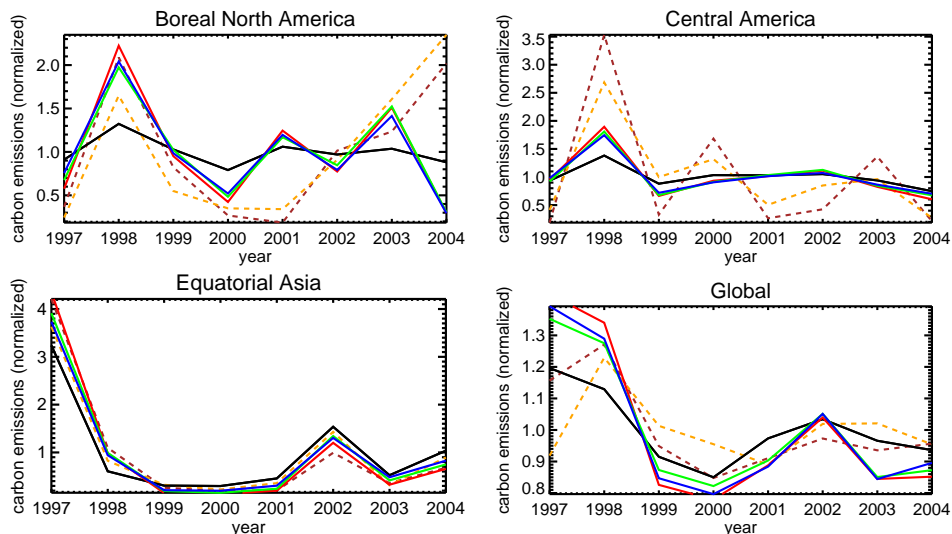 Boreal North America
carbon emissions (normalized)
2.0
1.5
1.0
0.5
1997 1998 1999 2000 2001 2002 2003 2004
year
Central America
carbon emissions (normalized)
3.5
3.0
2.5
2.0
1.5
1.0
0.5
1997 1998 1999 2000 2001 2002 2003 2004
year
Equatorial Asia
carbon emissions (normalized)
4
3
2
1
1997 1998 1999 2000 2001 2002 2003 2004
year
Global
carbon emissions (normalized)
1.3
1.2
1.1
1.0
0.9
0.8
1997 1998 1999 2000 2001 2002 2003 2004
year